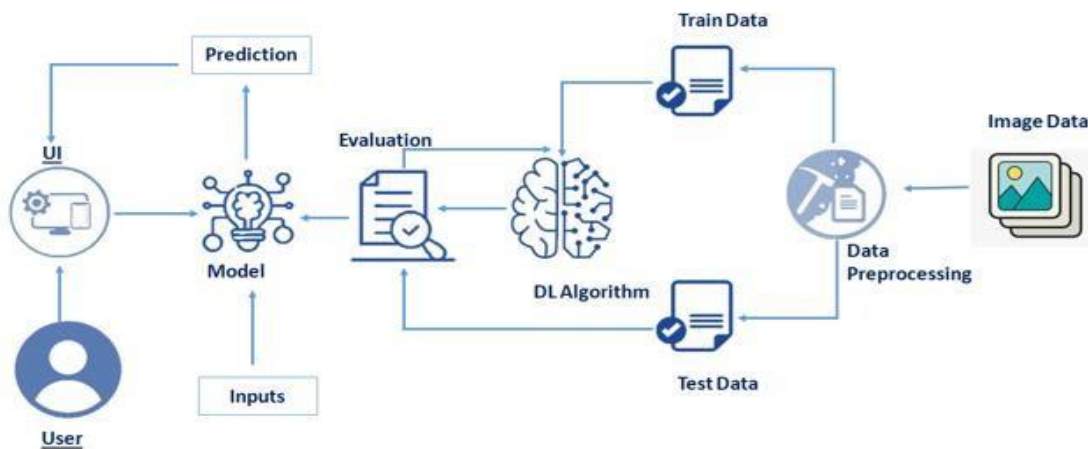 Train Data
Prediction
Image Data
Evaluation
UI
Data
Preprocessing
Model
DL Algorithm
Test Data
Inputs
User